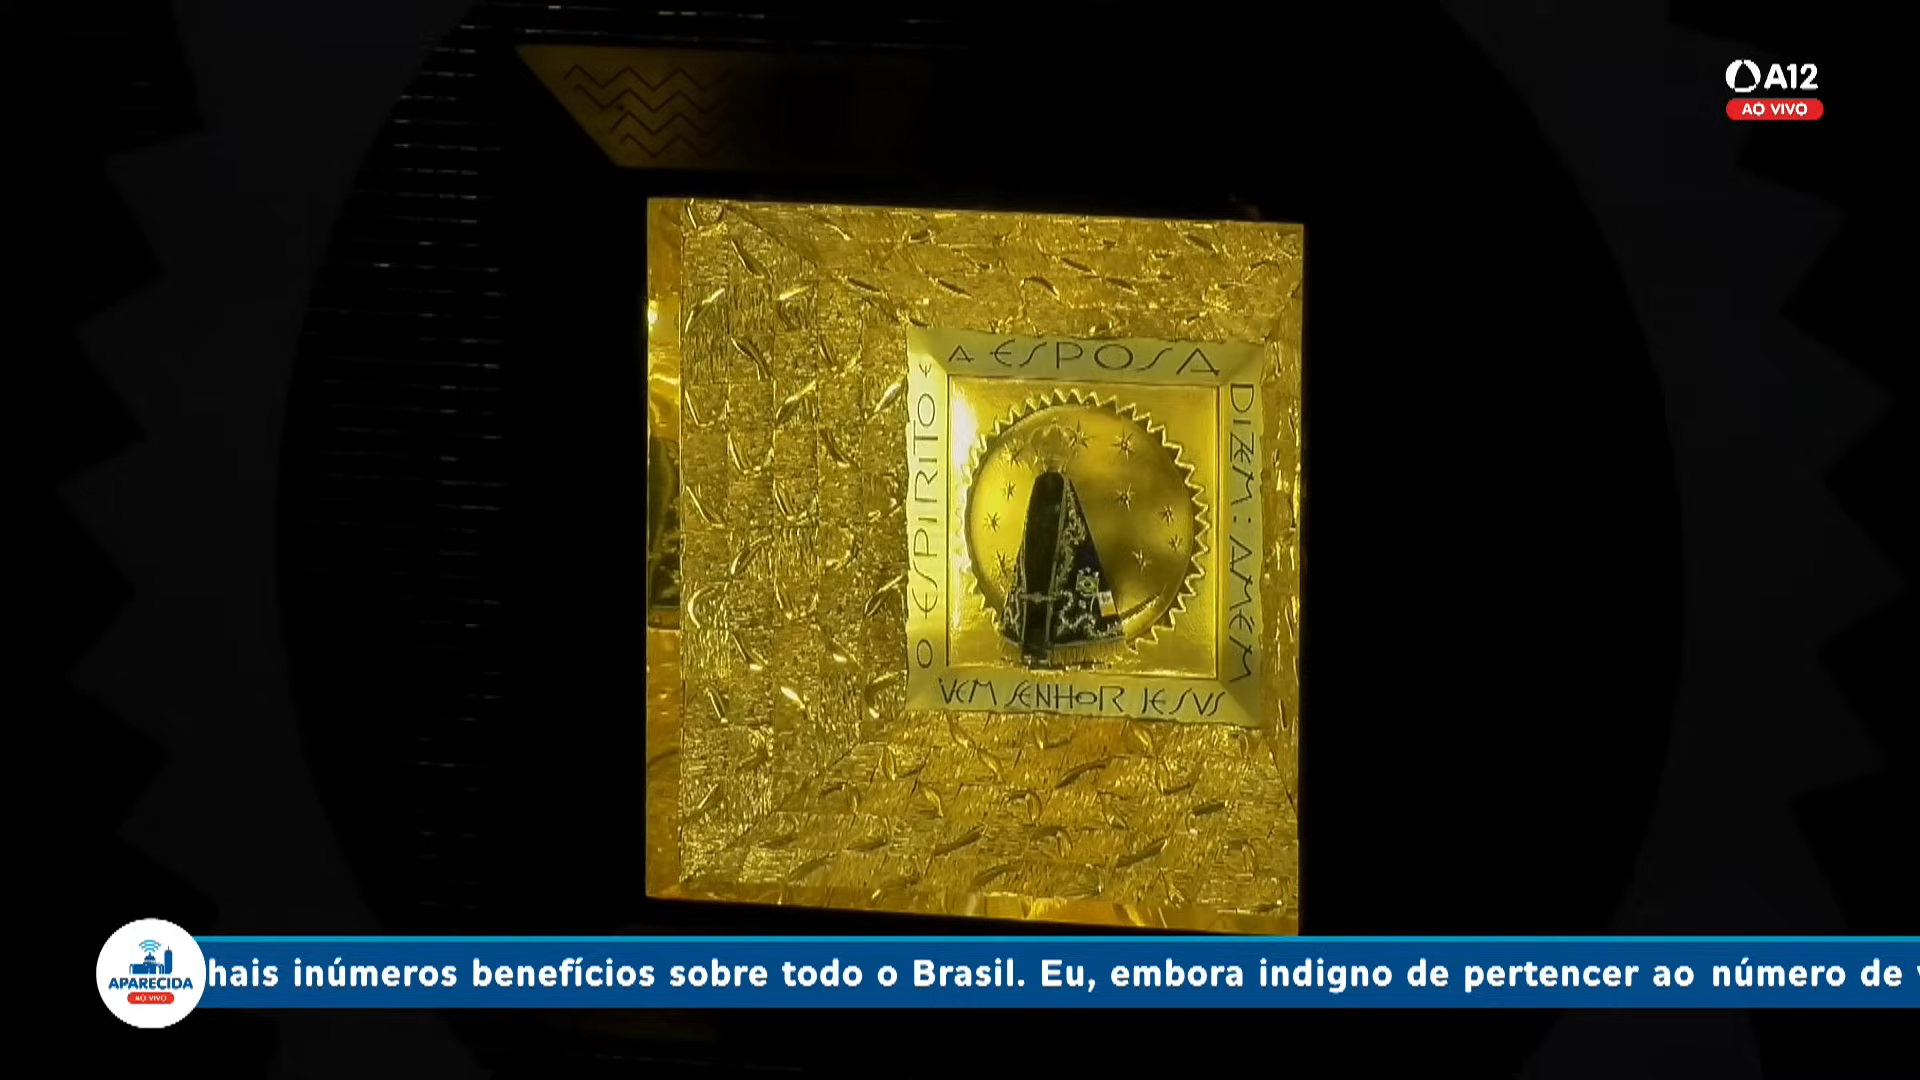 A12
AO VIVO
O ESPIRITO E
A ESPOSA
DIZEM: AMÉM
VEM SENHOR JESUS
APARECIDA
AO VIVO
hais inúmeros benefícios sobre todo o Brasil. Eu, embora indigno de pertencer ao número de